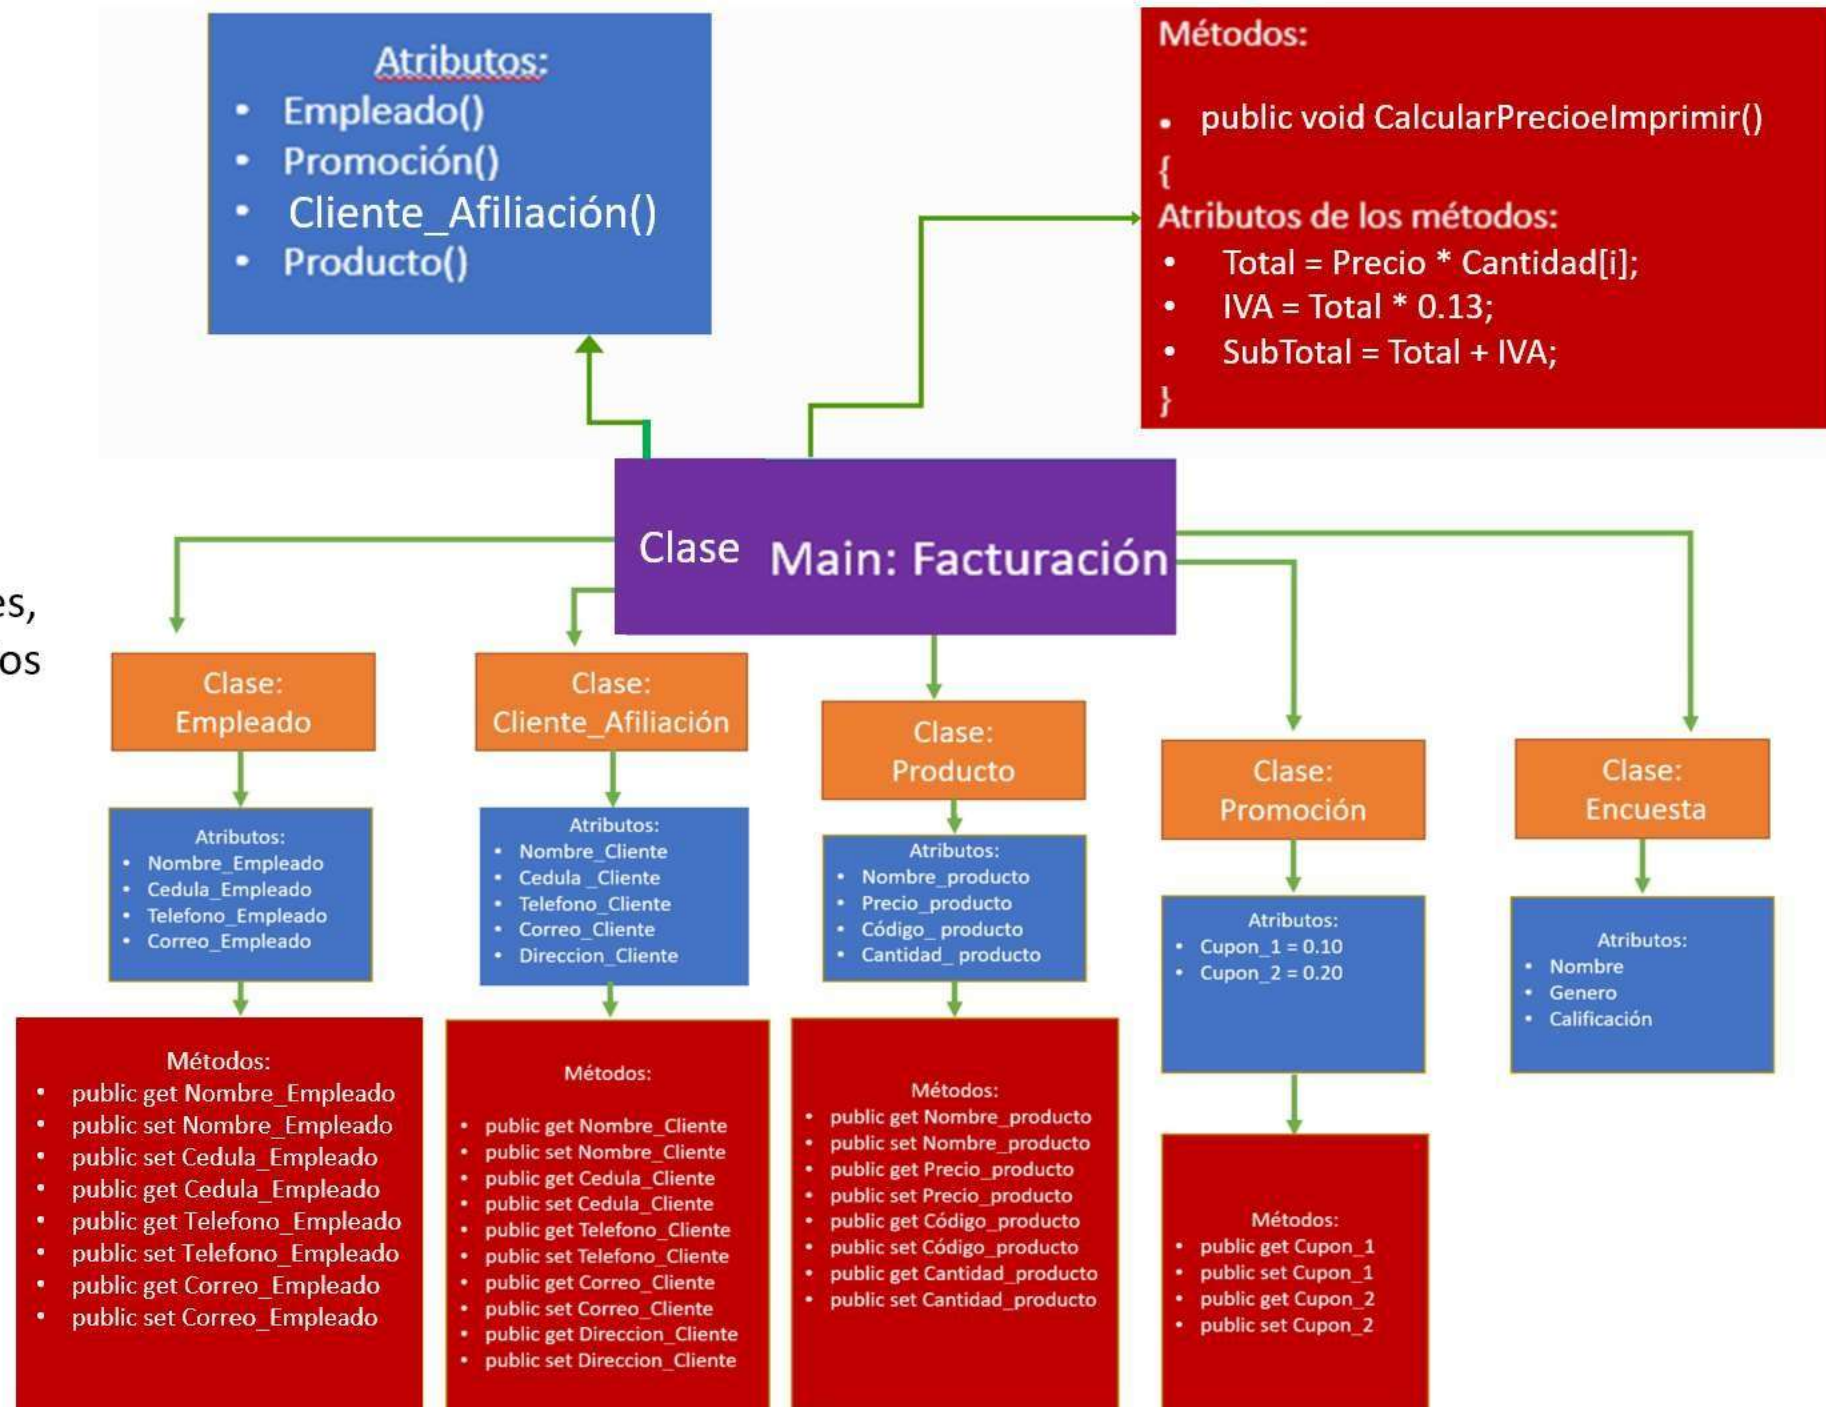 Atributos:
• Empleado()
• Promoción()
• Cliente_Afiliación()
• Producto()
Métodos:
• public void CalcularPrecioeImprimir()
{
Atributos de los métodos:
• Total = Precio * Cantidad[i];
• IVA = Total * 0.13;
• SubTotal = Total + IVA;
}
Clase Main: Facturación
es,
os
Clase:
Empleado
Atributos:
• Nombre_Empleado
• Cedula_Empleado
• Telefono_Empleado
• Correo_Empleado
Métodos:
• public get Nombre_Empleado
• public set Nombre_Empleado
• public set Cedula_Empleado
• public get Cedula_Empleado
• public get Telefono_Empleado
• public set Telefono_Empleado
• public get Correo_Empleado
• public set Correo_Empleado
Clase:
Cliente_Afiliación
Atributos:
• Nombre_Cliente
• Cedula _Cliente
• Telefono_Cliente
• Correo_Cliente
• Direccion_Cliente
Métodos:
• public get Nombre_Cliente
• public set Nombre_Cliente
• public get Cedula_Cliente
• public set Cedula_Cliente
• public get Telefono_Cliente
• public set Telefono_Cliente
• public get Correo_Cliente
• public set Correo_Cliente
• public get Direccion_Cliente
• public set Direccion_Cliente
Clase:
Producto
Atributos:
• Nombre_producto
• Precio_producto
• Código_ producto
• Cantidad_ producto
Métodos:
• public get Nombre_producto
• public set Nombre_producto
• public get Precio_producto
• public set Precio_producto
• public get Código_producto
• public set Código_producto
• public get Cantidad_producto
• public set Cantidad_producto
Clase:
Promoción
Atributos:
• Cupon_1 = 0.10
• Cupon_2 = 0.20
Métodos:
• public get Cupon_1
• public set Cupon_1
• public get Cupon_2
• public set Cupon_2
Clase:
Encuesta
Atributos:
• Nombre
• Genero
• Calificación